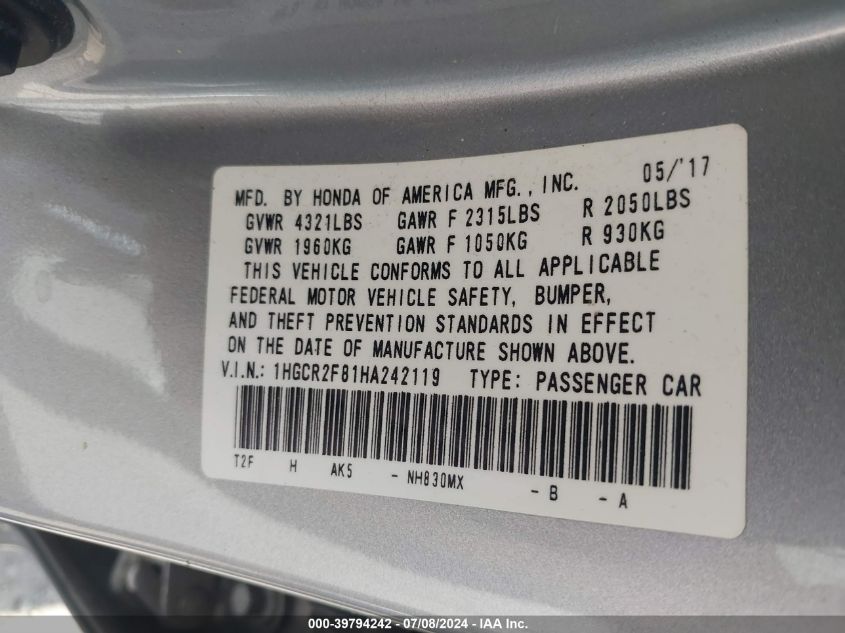 MFD. BY HONDA OF AMERICA MFG., INC. 05/'17
GVWR 4321LBS GAWR F 2315LBS R 2050LBS
GVWR 1960KG GAWR F 1050KG R 930KG
THIS VEHICLE CONFORMS TO ALL APPLICABLE
FEDERAL MOTOR VEHICLE SAFETY, BUMPER,
AND THEFT PREVENTION STANDARDS IN EFFECT
ON THE DATE OF MANUFACTURE SHOWN ABOVE.
V.I.N.: 1HGCR2F81HA242119 TYPE: PASSENGER CAR
T2F H AK5 - NH830MX - B - A
000-39794242 - 07/08/2024 - IAA Inc.